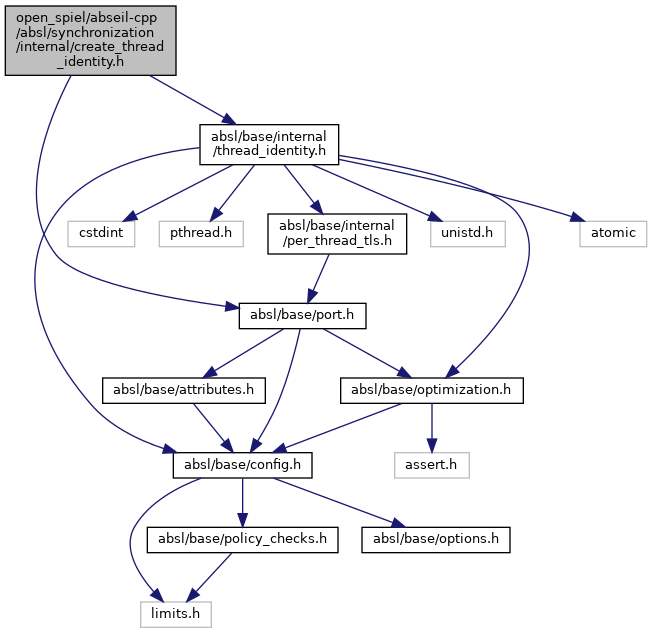 open_spiel/abseil-cpp
/absl/synchronization
/internal/create_thread
_identity.h
absl/base/internal
/thread_identity.h
cstdint
pthread.h
absl/base/internal
/per_thread_tls.h
unistd.h
atomic
absl/base/port.h
absl/base/attributes.h
absl/base/optimization.h
absl/base/config.h
assert.h
absl/base/policy_checks.h
absl/base/options.h
limits.h